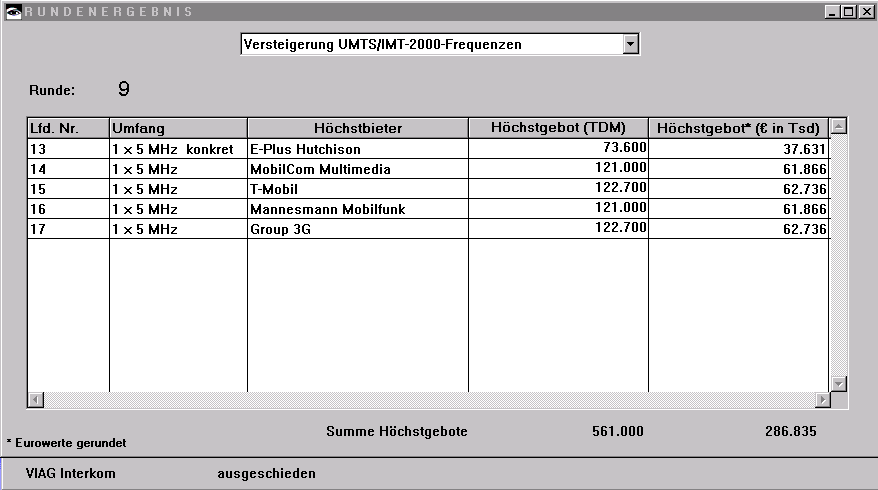 RUNDENERGEBNIS
Versteigerung UMTS/IMT-2000-Frequenzen
Runde: 9
Lfd. Nr. Umfang Höchstbieter Höchstgebot (TDM) Höchstgebot* (€ in Tsd)
13 1 x 5 MHz konkret E-Plus Hutchison 73.600 37.631
14 1 x 5 MHz MobilCom Multimedia 121.000 61.866
15 1 x 5 MHz T-Mobil 122.700 62.736
16 1 x 5 MHz Mannesmann Mobilfunk 121.000 61.866
17 1 x 5 MHz Group 3G 122.700 62.736
Summe Höchstgebote 561.000 286.835
* Eurowerte gerundet
VIAG Interkom ausgeschieden